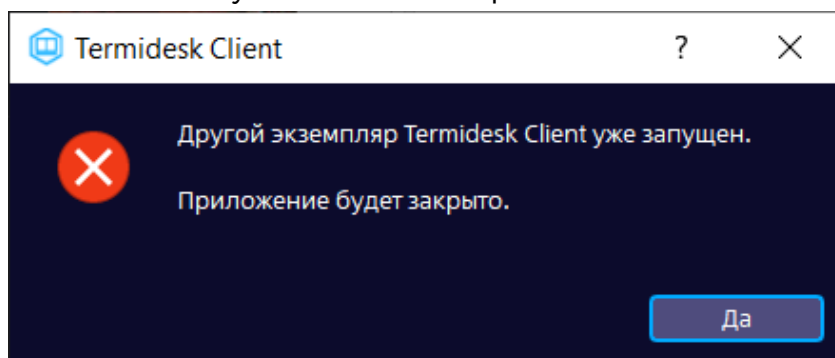 Termidesk Client
?
Другой экземпляр Termidesk Client уже запущен.
Приложение будет закрыто.
Да